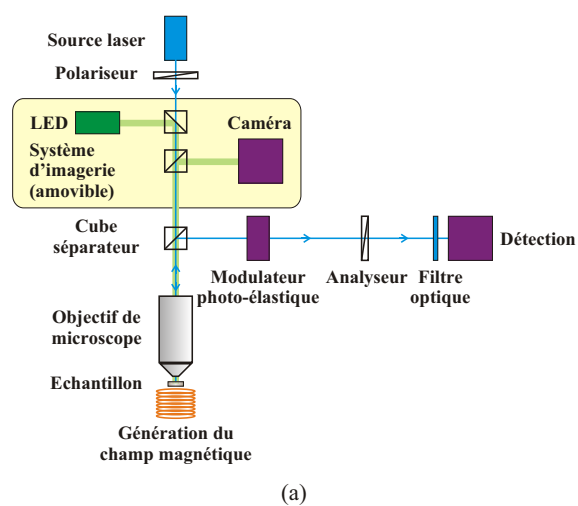 Source laser
Polariseur
LED
Caméra
Système
d'imagerie
(amovible)
Cube
séparateur
Détection
Modulateur
photo-élastique
Analyseur
Filtre
optique
Objectif de
microscope
Echantillon
Génération du
champ magnétique
(a)